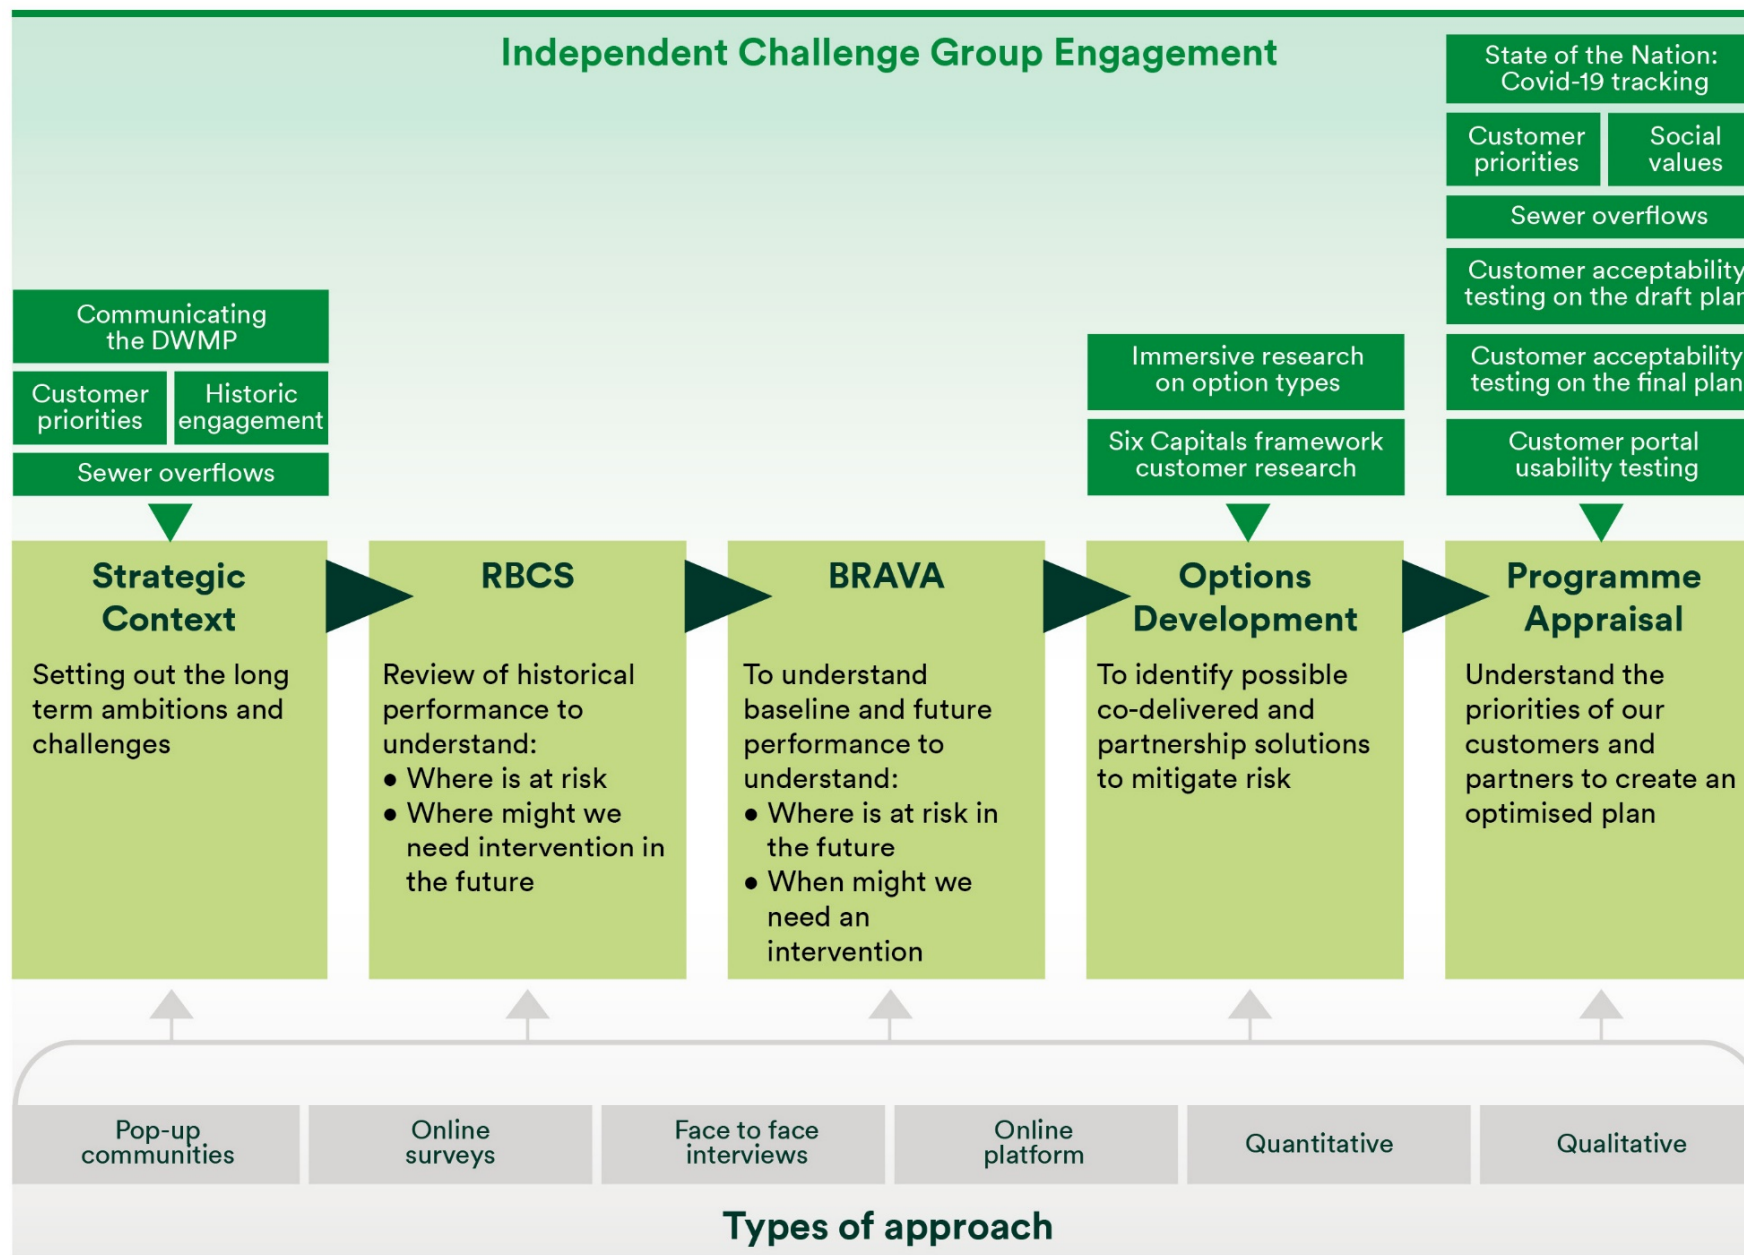 Independent Challenge Group Engagement
State of the Nation:
Covid-19 tracking
Customer
priorities
Social
values
Sewer overflows
Customer acceptability
testing on the draft plan
Customer acceptability
testing on the final plan
Customer portal
usability testing
Communicating
the DWMP
Customer
priorities
Historic
engagement
Sewer overflows
Immersive research
on option types
Six Capitals framework
customer research
Strategic
Context
Setting out the long
term ambitions and
challenges
RBCS
Review of historical
performance to
understand:
● Where is at risk
● Where might we
need intervention in
the future
BRAVA
To understand
baseline and future
performance to
understand:
● Where is at risk in
the future
● When might we
need an
intervention
Options
Development
To identify possible
co-delivered and
partnership solutions
to mitigate risk
Programme
Appraisal
Understand the
priorities of our
customers and
partners to create an
optimised plan
Pop-up
communities
Online
surveys
Face to face
interviews
Online
platform
Quantitative
Qualitative
Types of approach